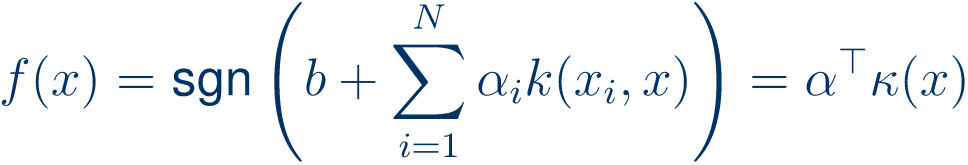 f(x) = sgn ( b + ∑_{i=1}^{N} α_i k(x_i, x) ) = α^⊤ κ(x)